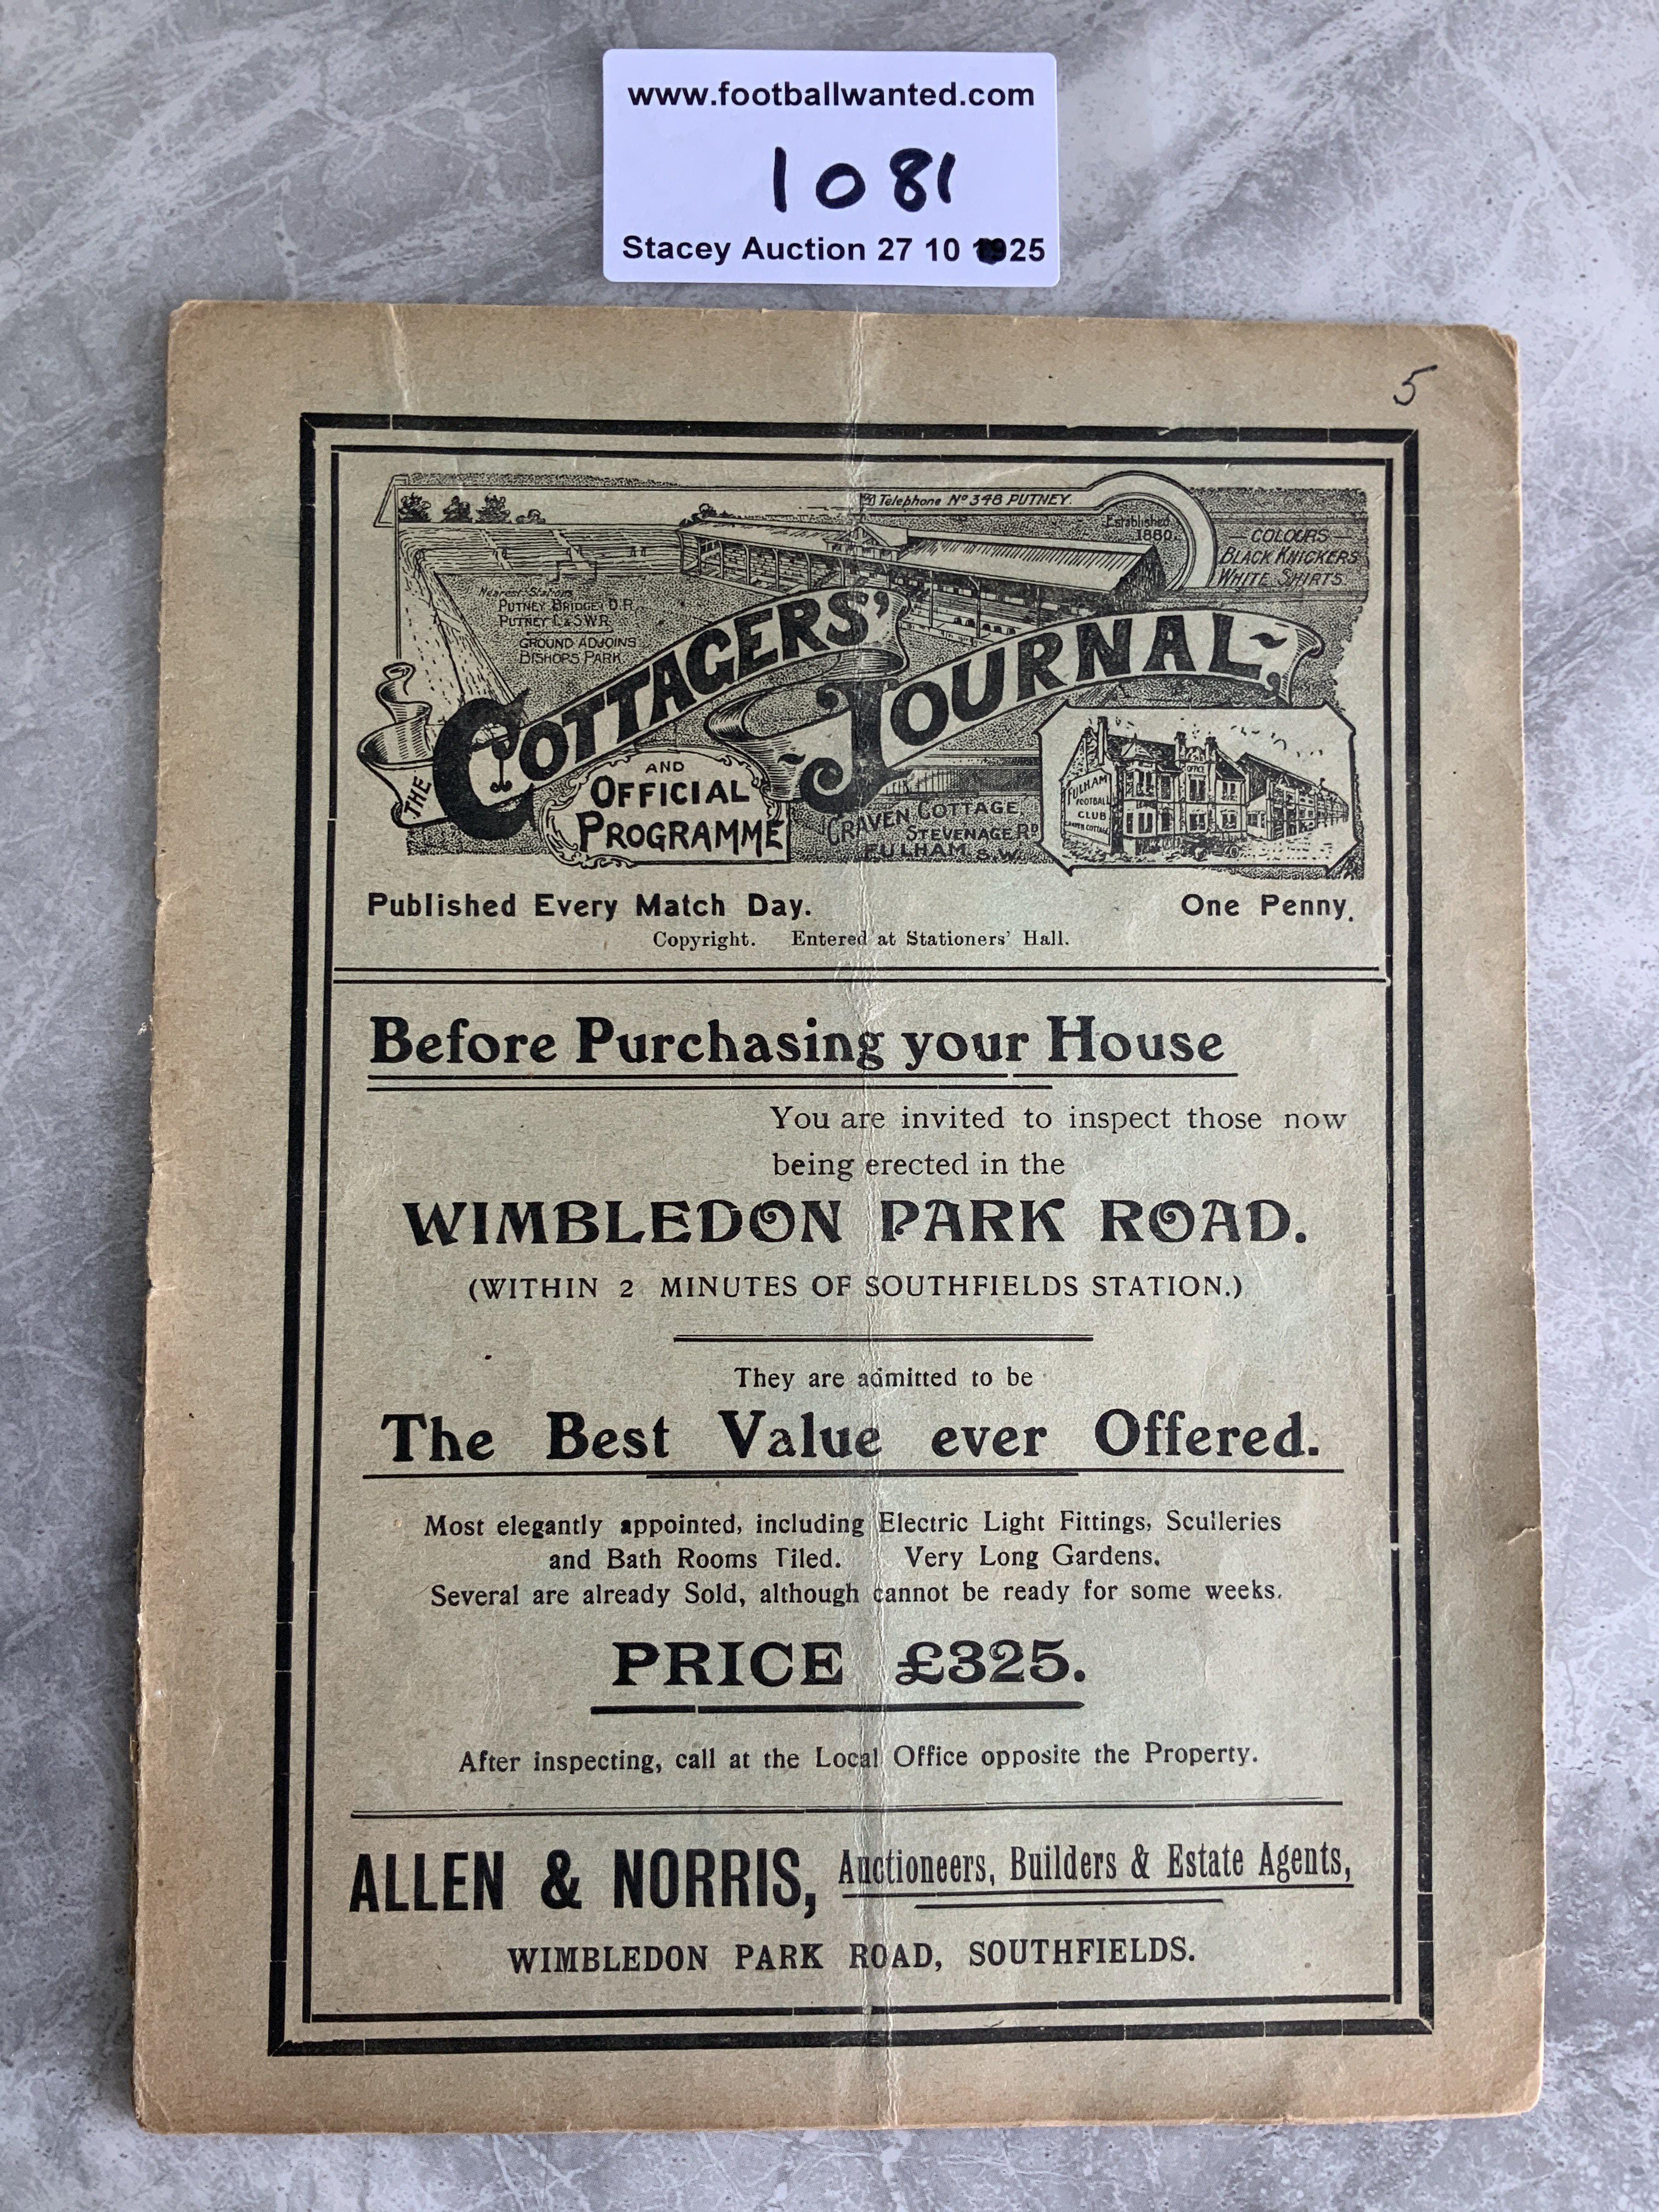 www.footballwanted.com
1081
Stacey Auction 27 10 1925
5
Telephone Nº 348 PUTNEY.
Established
1880.
COLOURS
BLACK KNICKERS
WHITE SHIRTS.
Nearest Stations
PUTNEY BRIDGE D.R.
PUTNEY L&SWR
GROUND ADJOINS
BISHOPS PARK.
THE COTTAGERS' JOURNAL,
AND
OFFICIAL
PROGRAMME
CRAVEN COTTAGE,
STEVENAGE RD
FULHAM. S.W.
FULHAM
FOOTBALL
CLUB
CRAVEN COTTAGE
OFFICE
Published Every Match Day.
One Penny.
Copyright. Entered at Stationers' Hall.
Before Purchasing your House
You are invited to inspect those now
being erected in the
WIMBLEDON PARK ROAD.
(WITHIN 2 MINUTES OF SOUTHFIELDS STATION.)
They are admitted to be
The Best Value ever Offered.
Most elegantly appointed, including Electric Light Fittings, Sculleries
and Bath Rooms Tiled. Very Long Gardens.
Several are already Sold, although cannot be ready for some weeks.
PRICE £325.
After inspecting, call at the Local Office opposite the Property.
ALLEN & NORRIS, Auctioneers, Builders & Estate Agents,
WIMBLEDON PARK ROAD, SOUTHFIELDS.